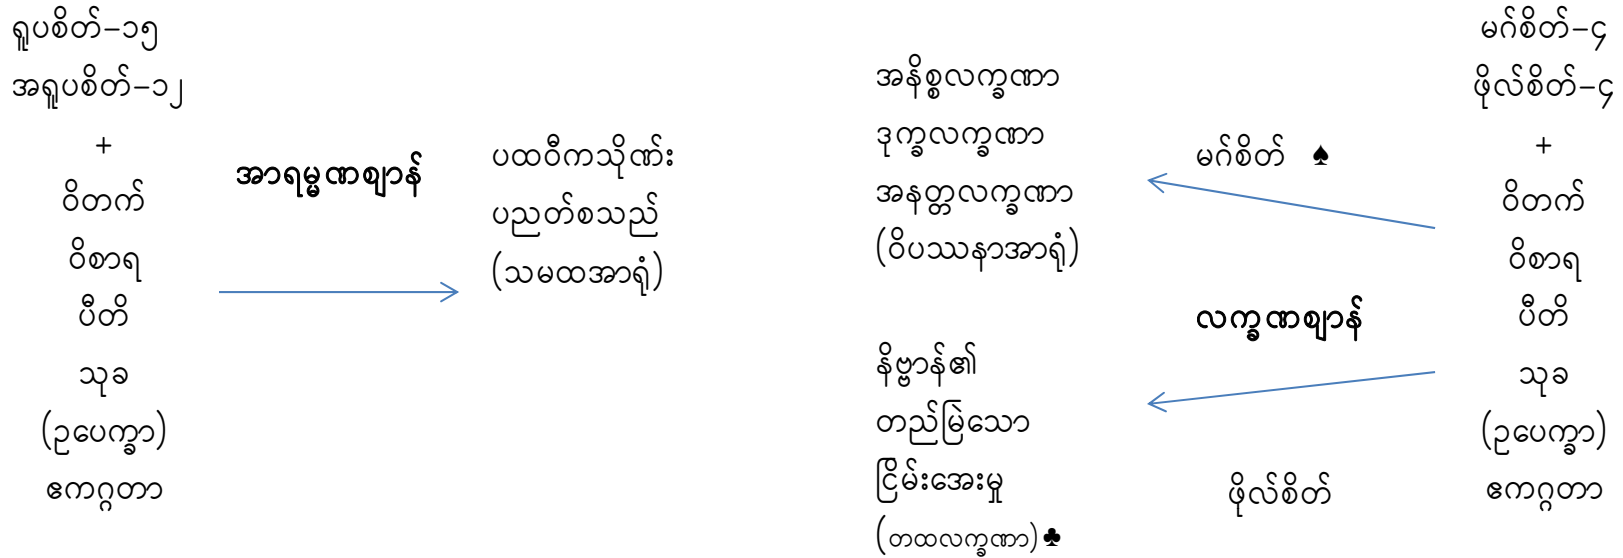 ရူပစိတ်–၁၅
အရူပစိတ်–၁၂
+
ဝိတက်
ဝိစာရ
ပီတိ
သုခ
(ဥပေက္ခာ)
ဧကဂ္ဂတာ
အာရမ္မဏဈာန်
ပထဝီကသိုဏ်း
ပညတ်စသည်
(သမထအာရုံ)
အနိစ္စလက္ခဏာ
ဒုက္ခလက္ခဏာ
အနတ္တလက္ခဏာ
(ဝိပဿနာအာရုံ)
နိဗ္ဗာန်၏
တည်မြဲသော
ငြိမ်းအေးမှု
(တထလက္ခဏာ)♣
မဂ်စိတ် ♠
လက္ခဏဈာန်
ဖိုလ်စိတ်
မဂ်စိတ်–၄
ဖိုလ်စိတ်–၄
+
ဝိတက်
ဝိစာရ
ပီတိ
သုခ
(ဥပေက္ခာ)
ဧကဂ္ဂတာ